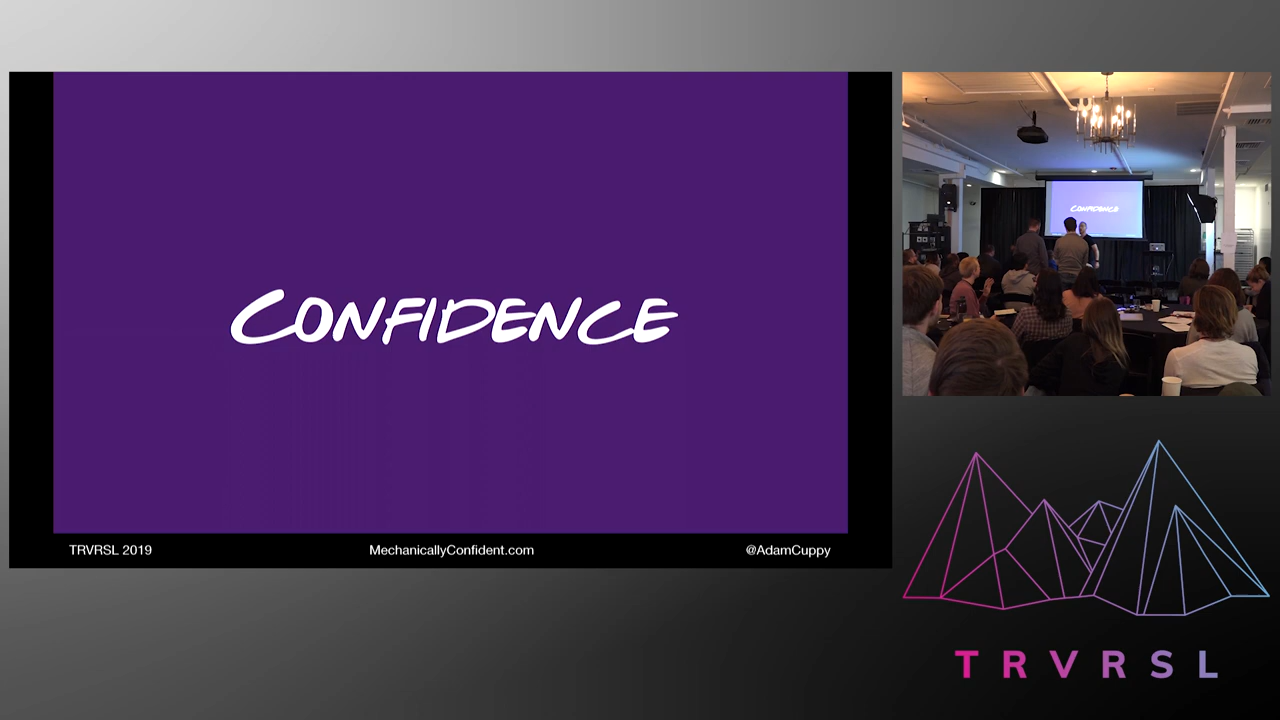 CONFIDENCE
TRVRSL 2019
MechanicallyConfident.com
@AdamCuppy
CONFIDENCE
TRVRSL